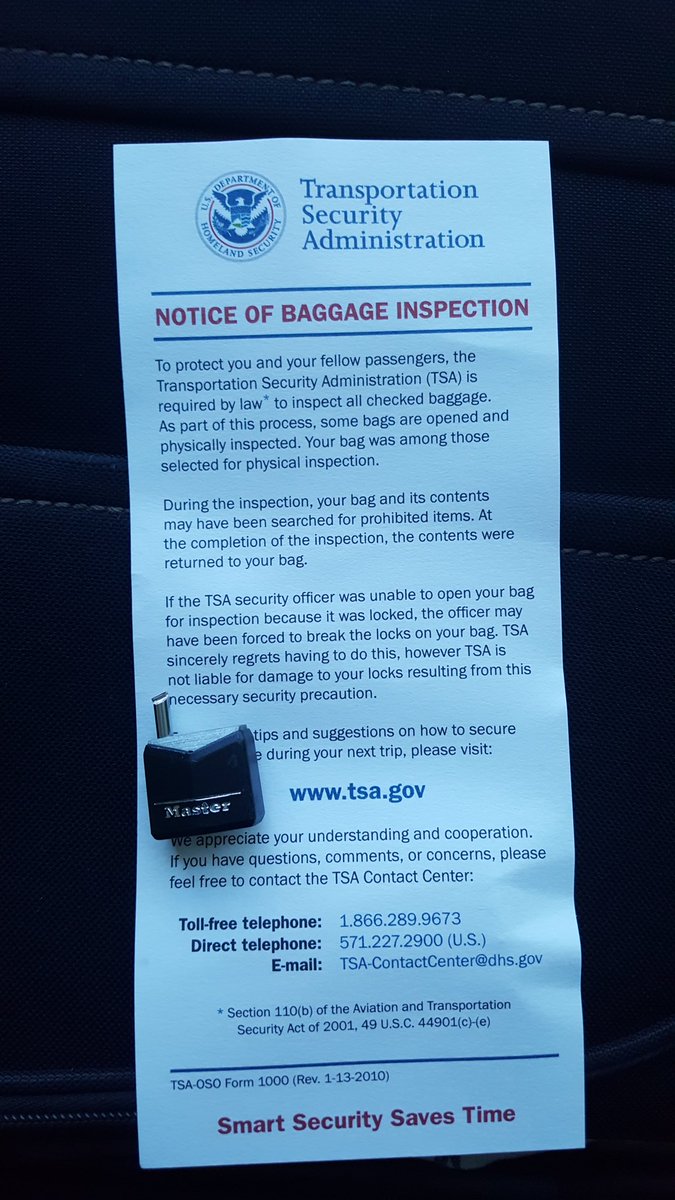 U.S. DEPARTMENT OF HOMELAND SECURITY
Transportation
Security
Administration
NOTICE OF BAGGAGE INSPECTION
To protect you and your fellow passengers, the
Transportation Security Administration (TSA) is
required by law* to inspect all checked baggage.
As part of this process, some bags are opened and
physically inspected. Your bag was among those
selected for physical inspection.
During the inspection, your bag and its contents
may have been searched for prohibited items. At
the completion of the inspection, the contents were
returned to your bag.
If the TSA security officer was unable to open your bag
for inspection because it was locked, the officer may
have been forced to break the locks on your bag. TSA
sincerely regrets having to do this, however TSA is
not liable for damage to your locks resulting from this
necessary security precaution.
tips and suggestions on how to secure
during your next trip, please visit:
www.tsa.gov
Master
We appreciate your understanding and cooperation.
If you have questions, comments, or concerns, please
feel free to contact the TSA Contact Center:
Toll-free telephone: 1.866.289.9673
Direct telephone: 571.227.2900 (U.S.)
E-mail: TSA-ContactCenter@dhs.gov
* Section 110(b) of the Aviation and Transportation
Security Act of 2001, 49 U.S.C. 44901(c)-(e)
TSA-OSO Form 1000 (Rev. 1-13-2010)
Smart Security Saves Time